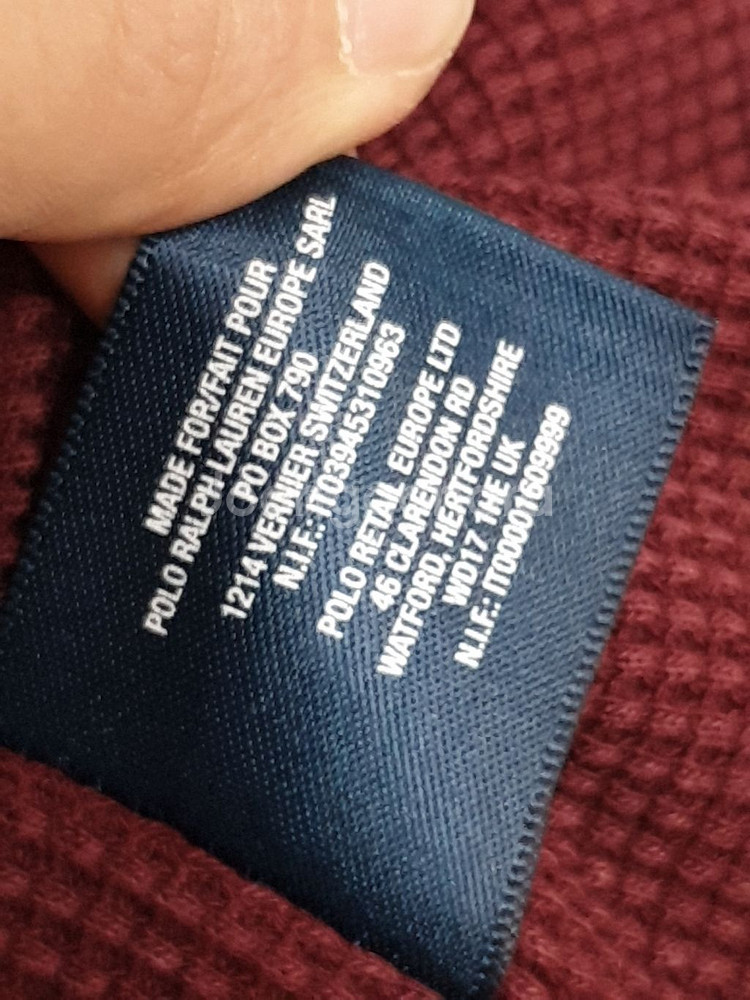 MADE FOR/FAIT POUR
POLO RALPH LAUREN EUROPE SARL
PO BOX 790
1214 VERNIER SWITZERLAND
N.I.F.: IT03945310963
POLO RETAIL EUROPE LTD
46 CLARENDON RD
WATFORD, HERTFORDSHIRE
WD17 1HE UK
N.I.F.: IT00001609999